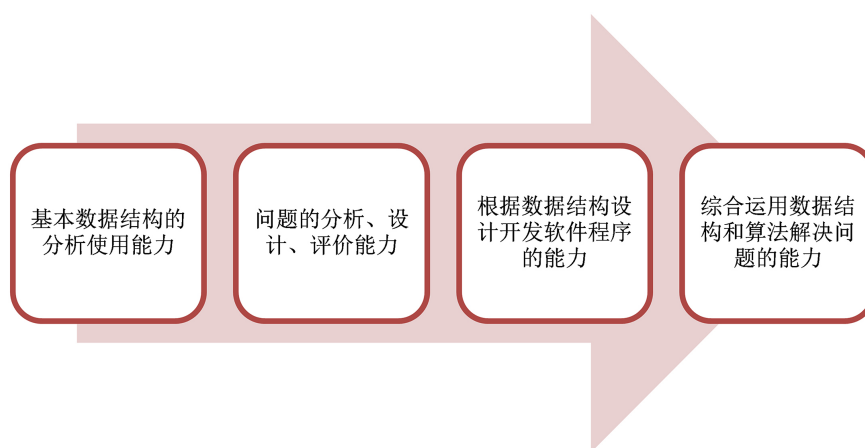 基本数据结构的
分析使用能力
问题的分析、设
计、评价能力
根据数据结构设
计开发软件程序
的能力
综合运用数据结
构和算法解决问
题的能力